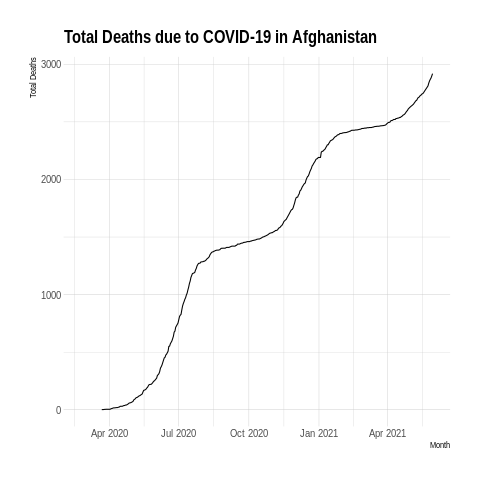 Total Deaths due to COVID-19 in Afghanistan
Total Deaths
3000
2000
1000
0
Apr 2020 Jul 2020 Oct 2020 Jan 2021 Apr 2021
Month